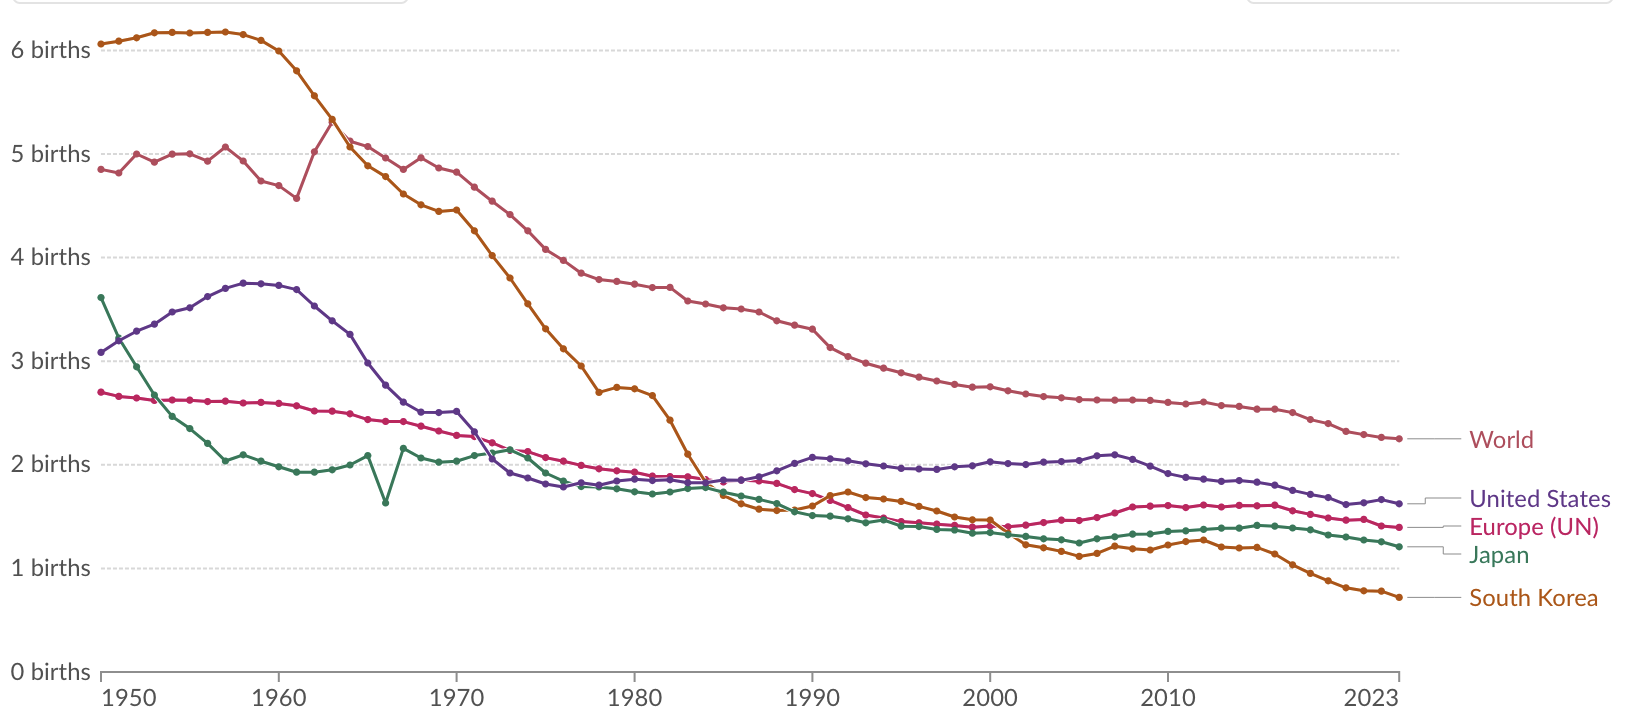 6 births
5 births
4 births
3 births
2 births
1 births
0 births
1950 1960 1970 1980 1990 2000 2010 2023
World
United States
Europe (UN)
Japan
South Korea